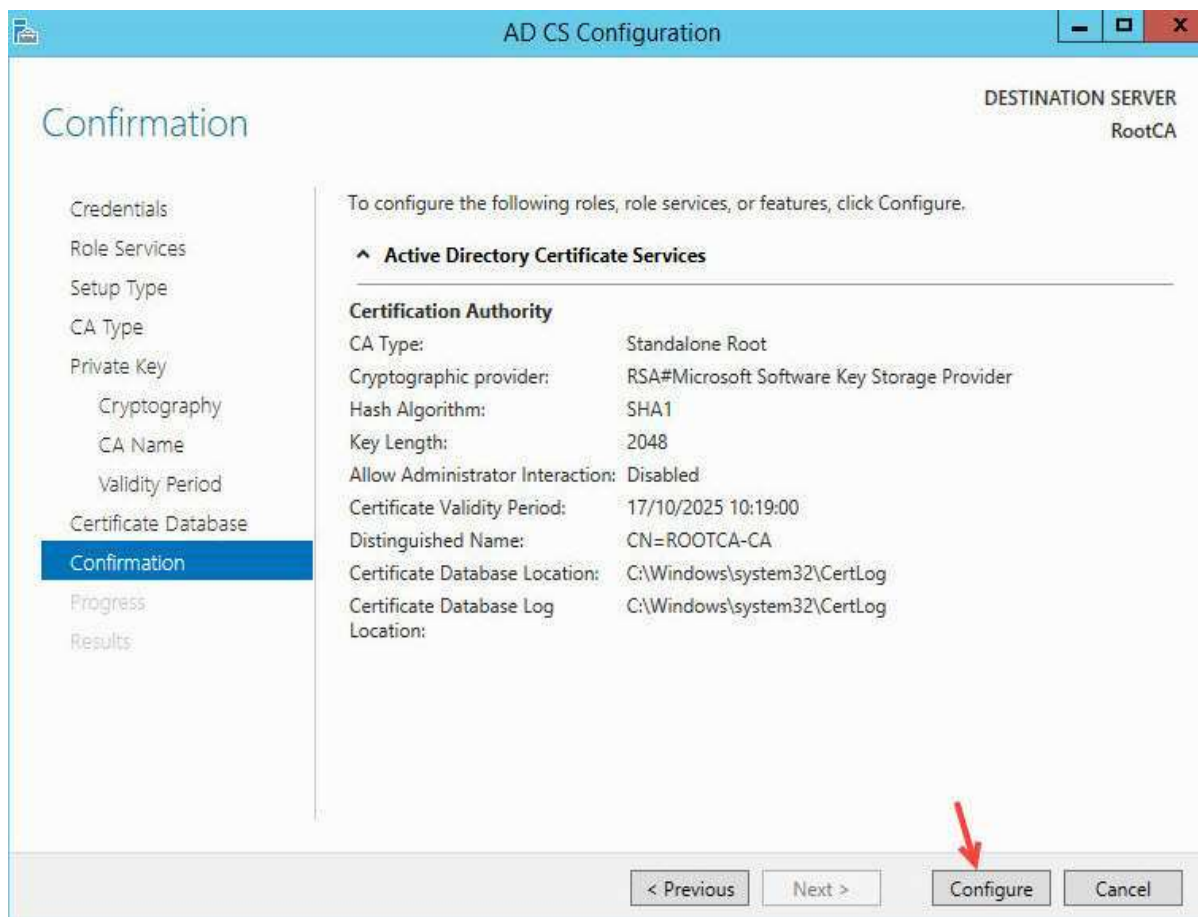 AD CS Configuration
Confirmation
DESTINATION SERVER
RootCA
Credentials
Role Services
Setup Type
CA Type
Private Key
Cryptography
CA Name
Validity Period
Certificate Database
Confirmation
Progress
Results
To configure the following roles, role services, or features, click Configure.
Active Directory Certificate Services
Certification Authority
CA Type: Standalone Root
Cryptographic provider: RSA#Microsoft Software Key Storage Provider
Hash Algorithm: SHA1
Key Length: 2048
Allow Administrator Interaction: Disabled
Certificate Validity Period: 17/10/2025 10:19:00
Distinguished Name: CN=ROOTCA-CA
Certificate Database Location: C:\Windows\system32\CertLog
Certificate Database Log C:\Windows\system32\CertLog
Location:
< Previous
Next >
Configure
Cancel